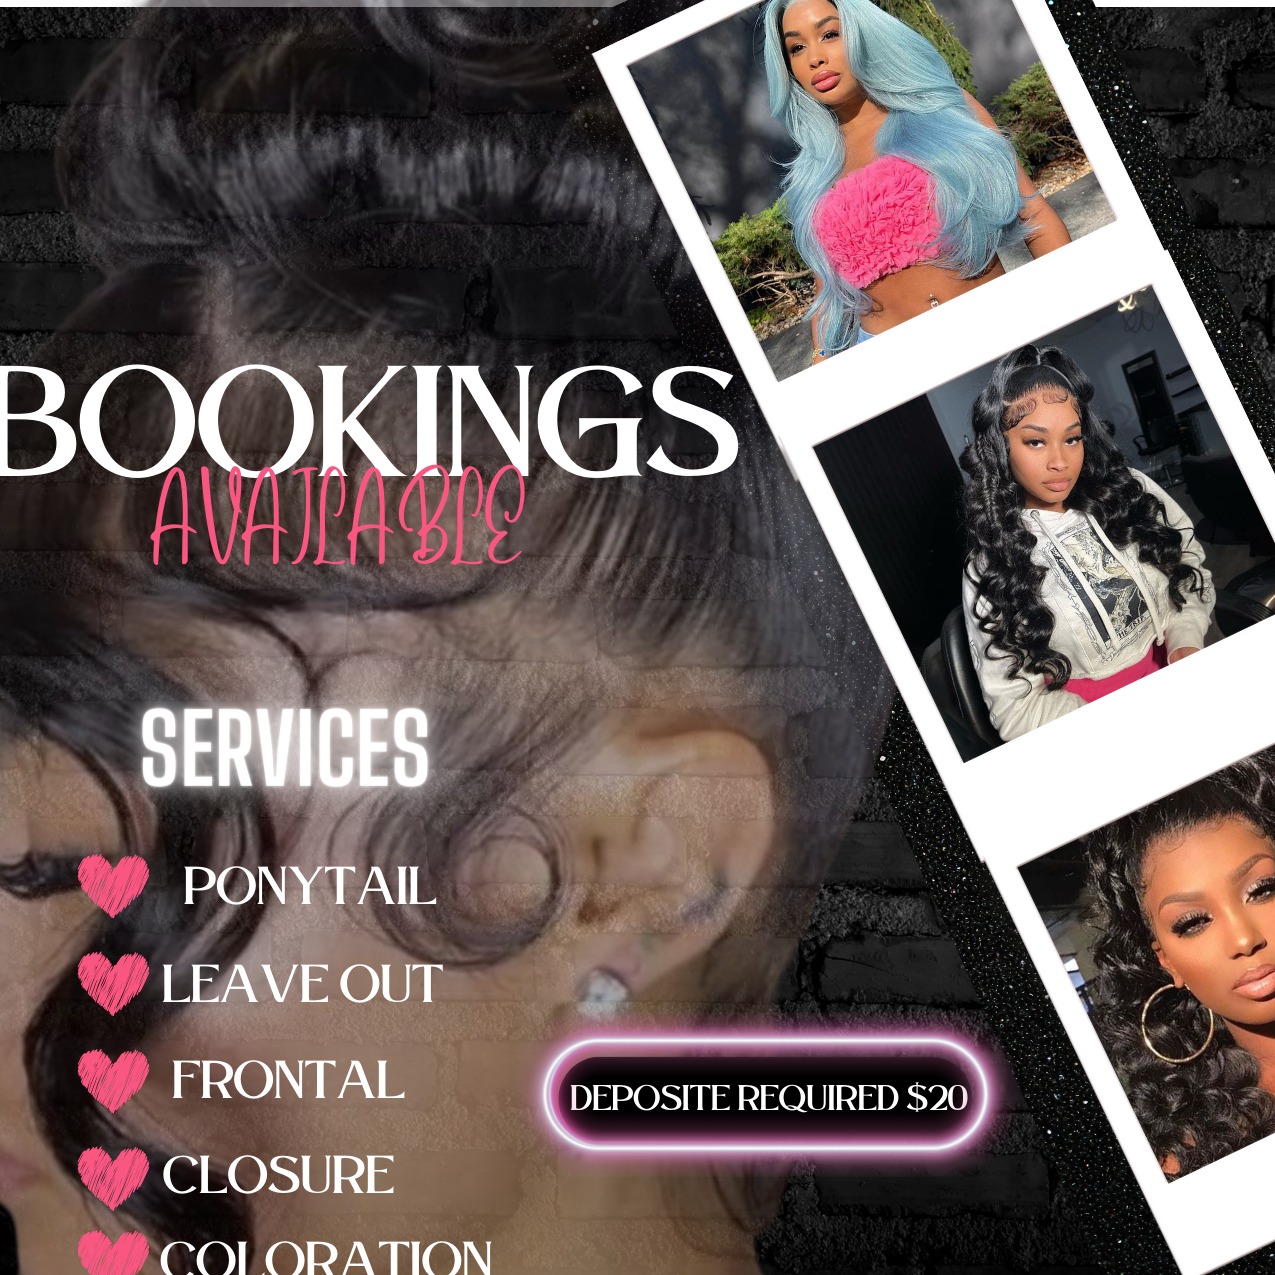 BOOKINGS
AVAILABLE
SERVICES
PONYTAIL
LEAVE OUT
FRONTAL
CLOSURE
COLORATION
DEPOSITE REQUIRED $20